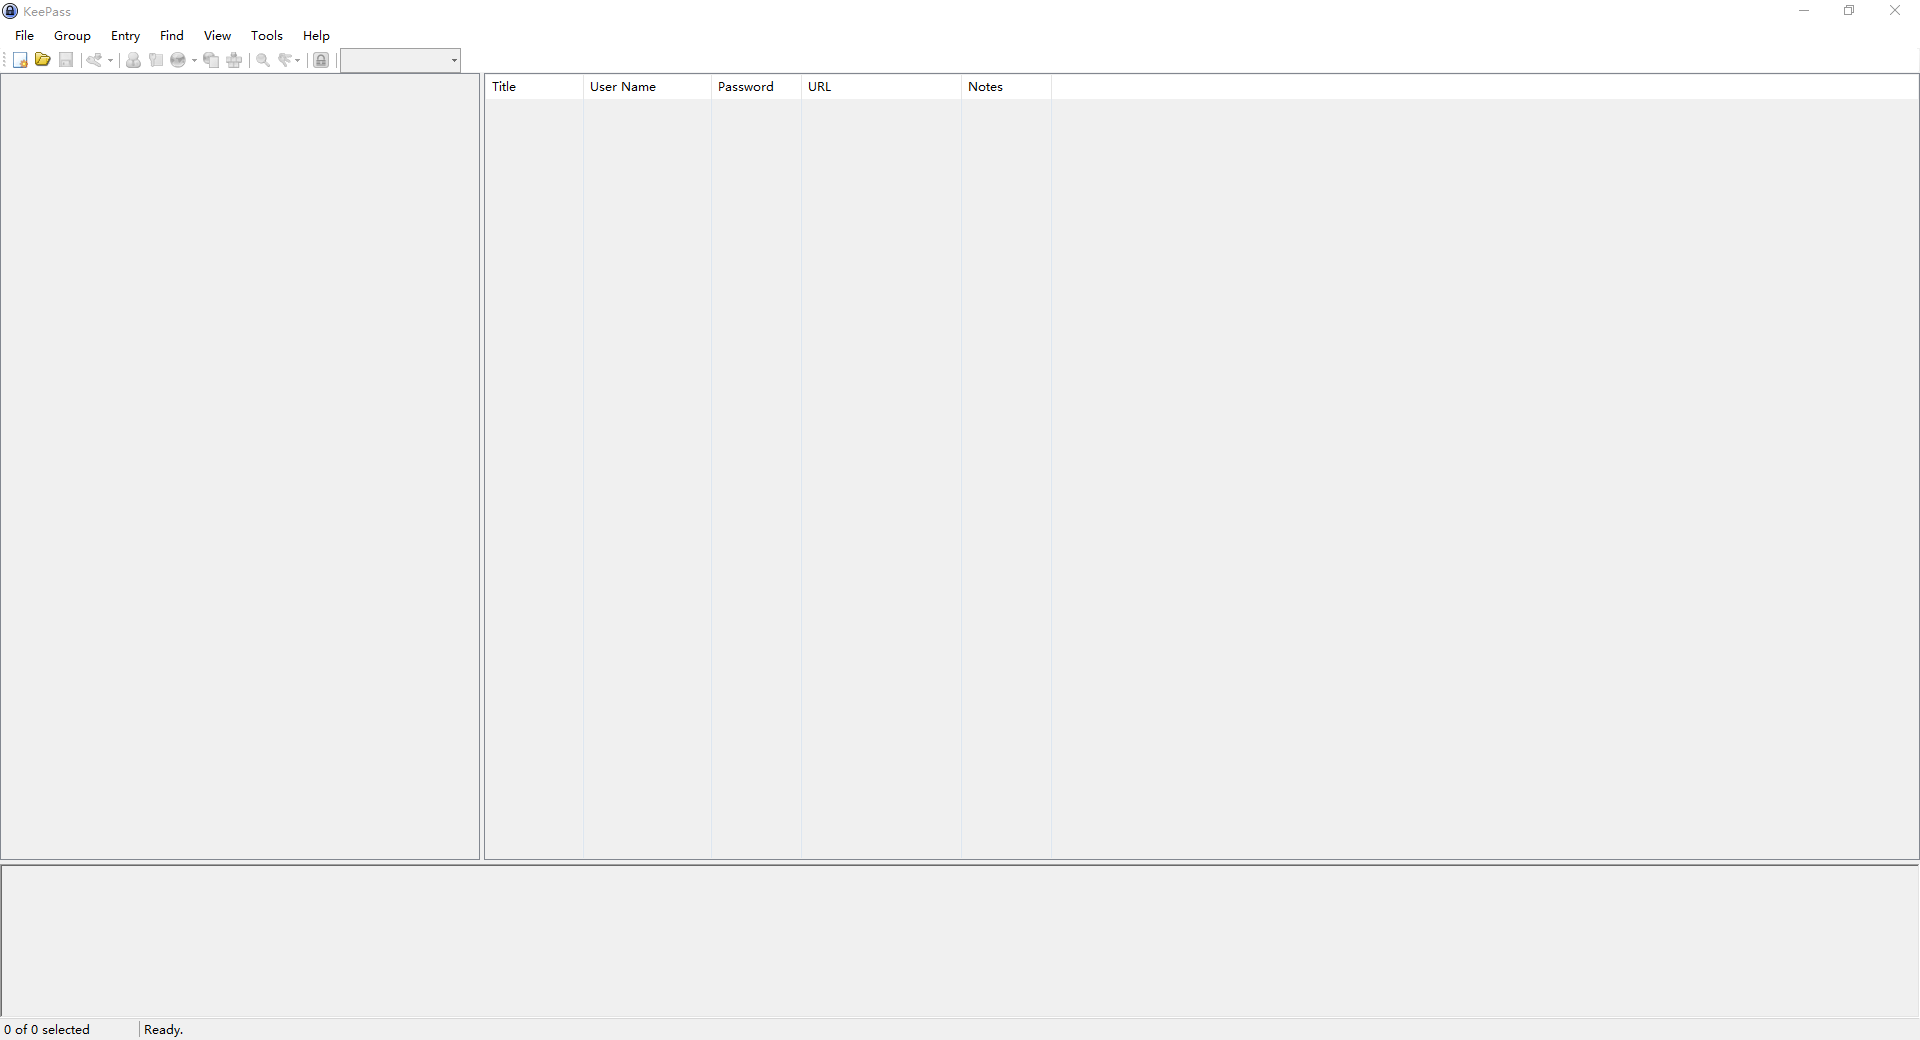 KeePass
File Group Entry Find View Tools Help
Title User Name Password URL Notes
0 of 0 selected Ready.